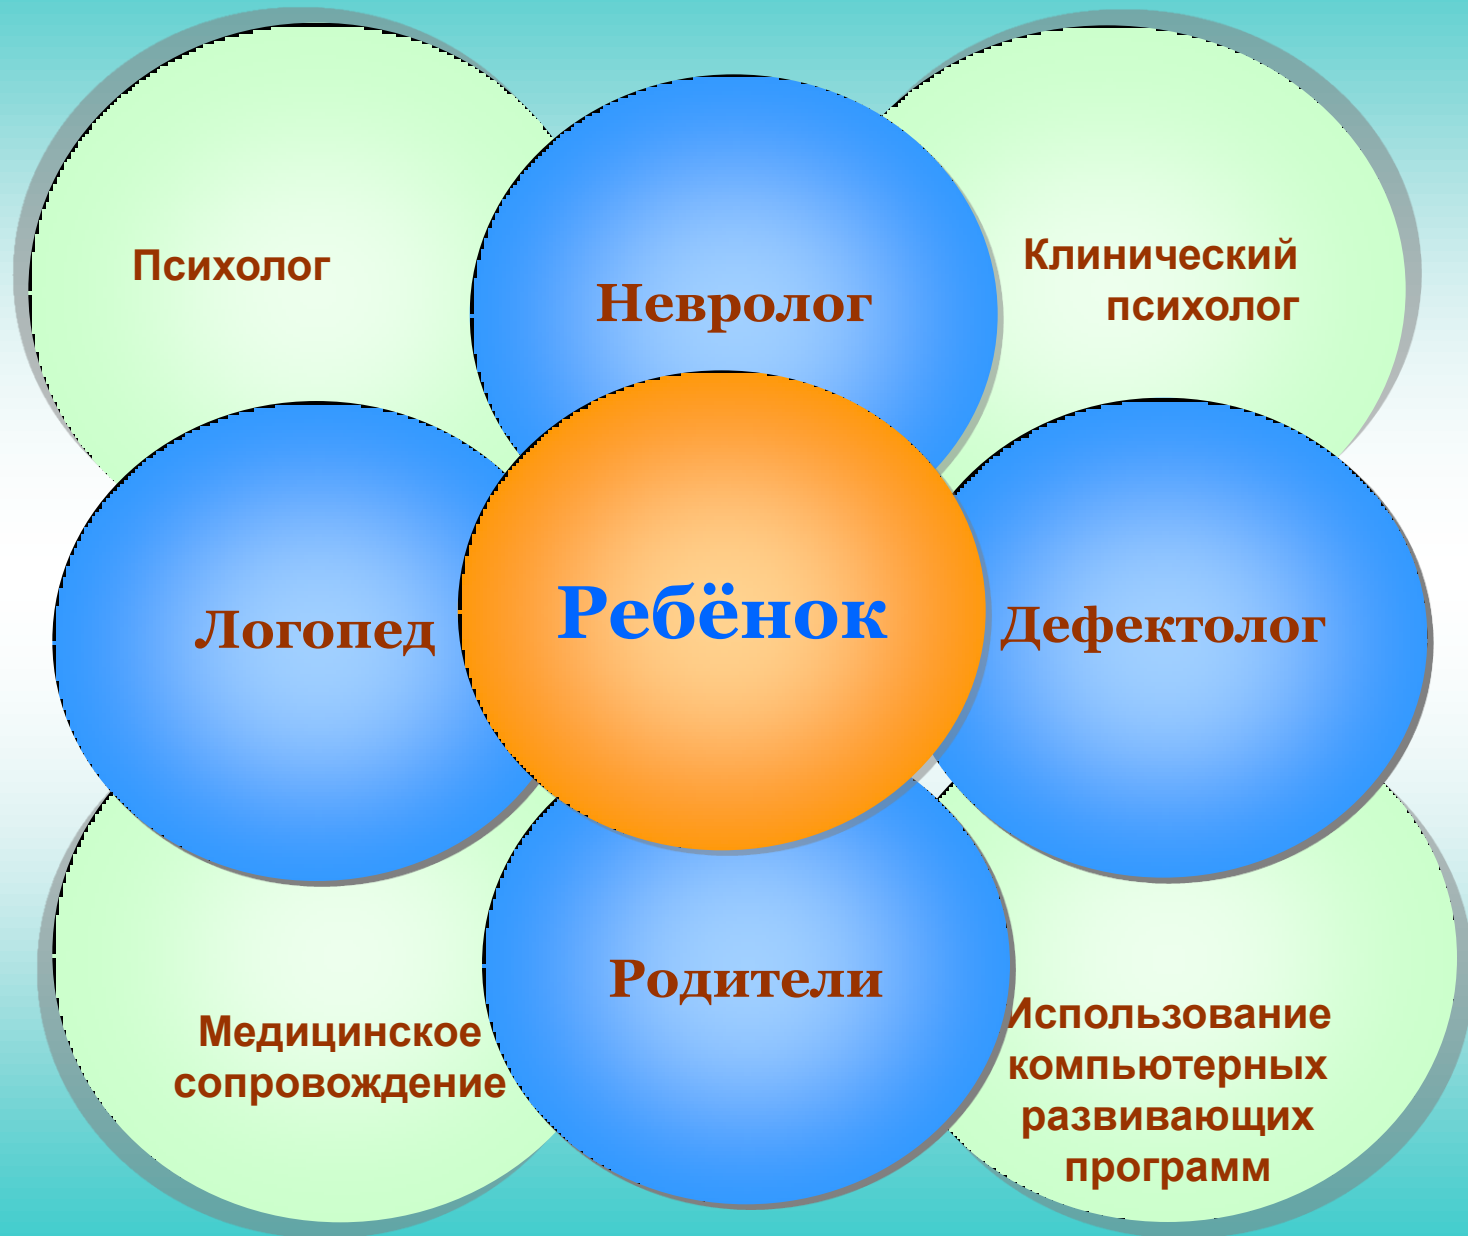 Психолог
Невролог
Клинический
психолог
Логопед
Ребёнок
Дефектолог
Медицинское
сопровождение
Родители
Использование
компьютерных
развивающих
программ